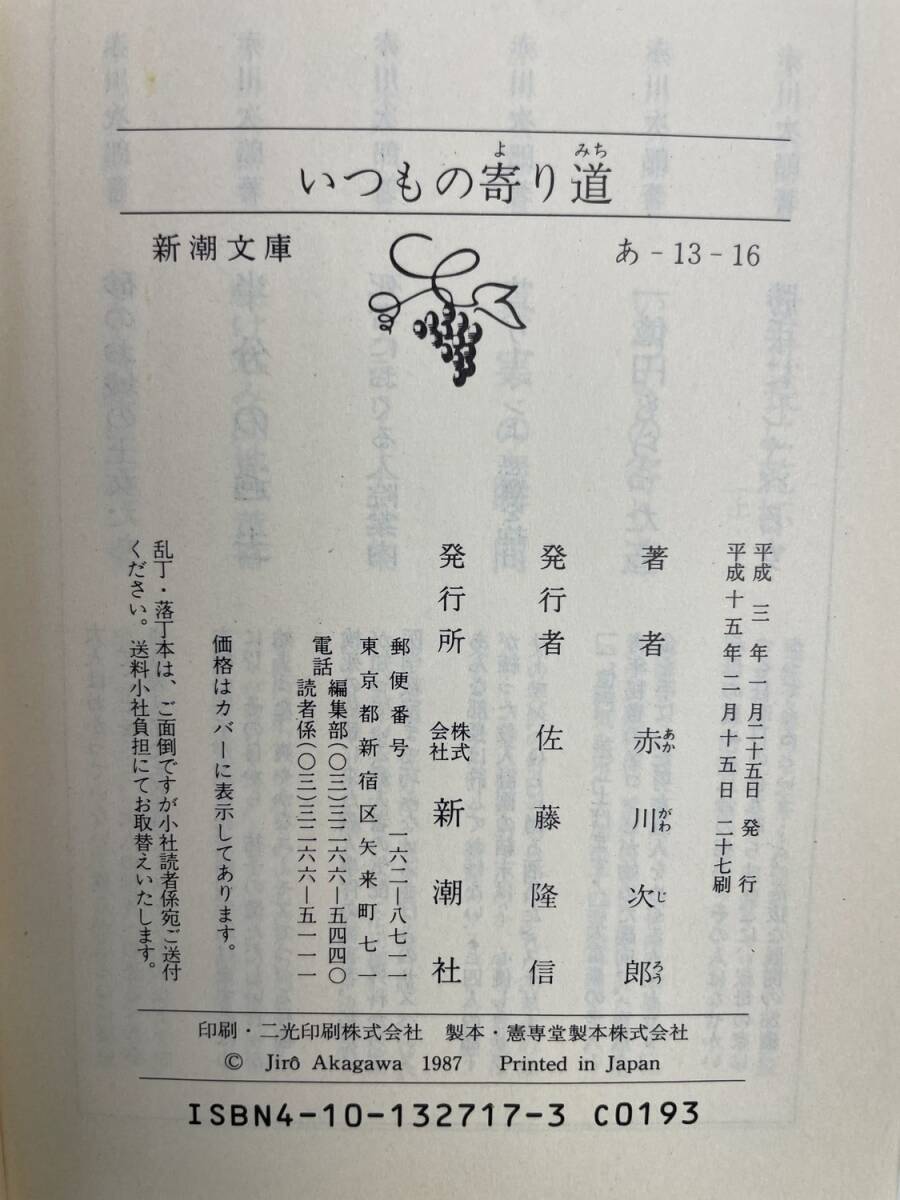 いつもの寄り道
よ みち
新潮文庫 あ-13-16
平成 三 年 一 月二十五日 発 行
平成十五年 二月十五日 二十七刷
著者 赤川次郎
あか がわ じ ろう
発行者 佐藤隆信
発行所 株式会社 新潮社
郵便番号 一六二―八七一一
東京都新宿区矢来町七一
電話 編集部(〇三)三二六六―五四四〇
読者係(〇三)三二六六―五一一一
価格はカバーに表示してあります。
乱丁・落丁本は、ご面倒ですが小社読者係宛ご送付
ください。送料小社負担にてお取替えいたします。
印刷・二光印刷株式会社 製本・憲専堂製本株式会社
© Jirô Akagawa 1987 Printed in Japan
ISBN4-10-132717-3 C0193